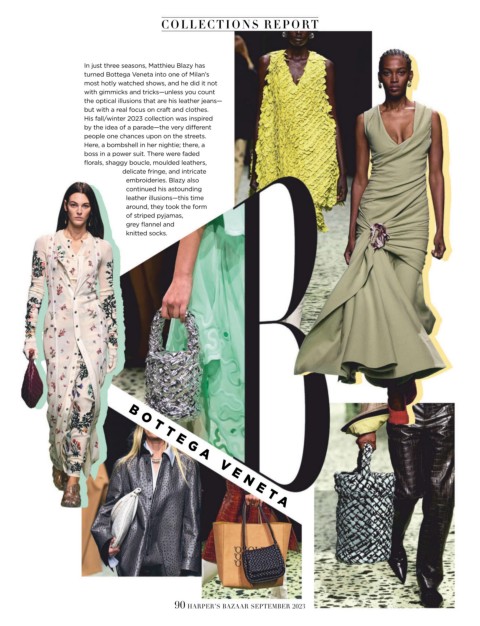 COLLECTIONS REPORT
In just three seasons, Matthieu Blazy has
turned Bottega Veneta into one of Milan's
most hotly watched shows, and he did it not
with gimmicks and tricks—unless you count
the optical illusions that are his leather jeans—
but with a real focus on craft and clothes.
His fall/winter 2023 collection was inspired
by the idea of a parade—the very different
people one chances upon on the streets.
Here, a bombshell in her nightie; there, a
boss in a power suit. There were faded
florals, shaggy boucle, moulded leathers,
delicate fringe, and intricate
embroideries. Blazy also
continued his astounding
leather illusions—this time
around, they took the form
of striped pyjamas,
grey flannel and
knitted socks.
B
BOTTEGA VENETA
90 HARPER'S BAZAAR SEPTEMBER 2023